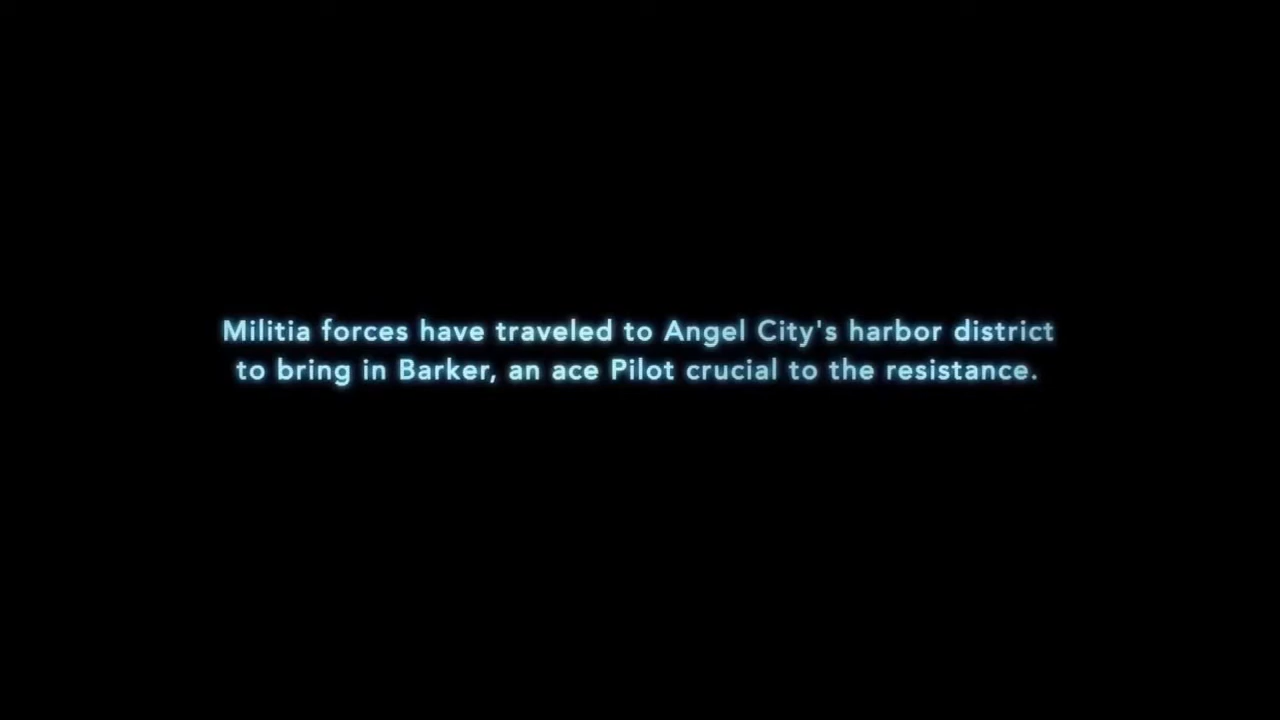 Militia forces have traveled to Angel City's harbor district
to bring in Barker, an ace Pilot crucial to the resistance.